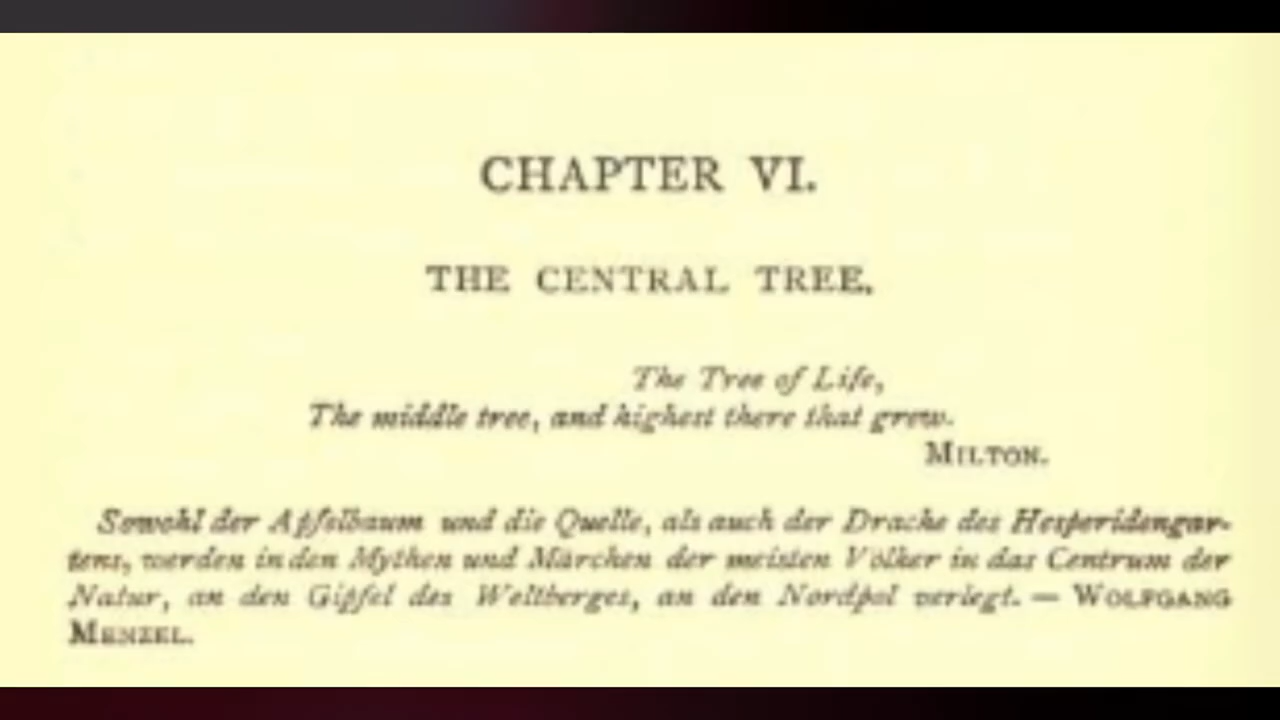 CHAPTER VI.
THE CENTRAL TREE.
The Tree of Life,
The middle tree, and highest there that grew.
MILTON.
Sowohl der Apfelbaum und die Quelle, als auch der Drache des Hesperidengar-
tens, werden in den Mythen und Märchen der meisten Völker in das Centrum der
Natur, an den Gipfel des Weltberges, an den Nordpol verlegt. — WOLFGANG
MENZEL.